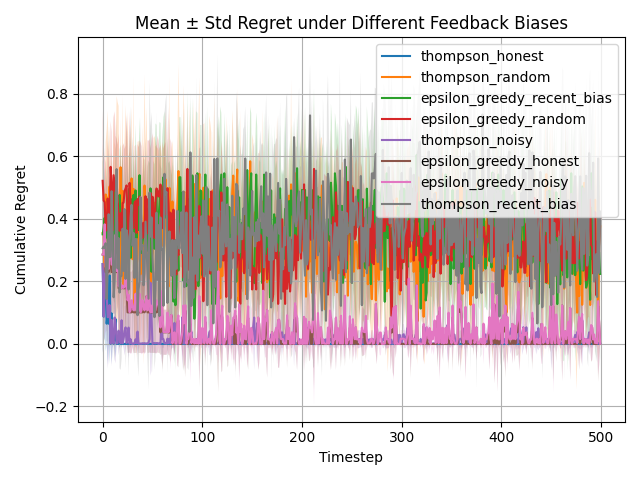 Mean ± Std Regret under Different Feedback Biases
thompson_honest
thompson_random
epsilon_greedy_recent_bias
epsilon_greedy_random
thompson_noisy
epsilon_greedy_honest
epsilon_greedy_noisy
thompson_recent_bias
Cumulative Regret
0.8
0.6
0.4
0.2
0.0
−0.2
0
100
200
300
400
500
Timestep